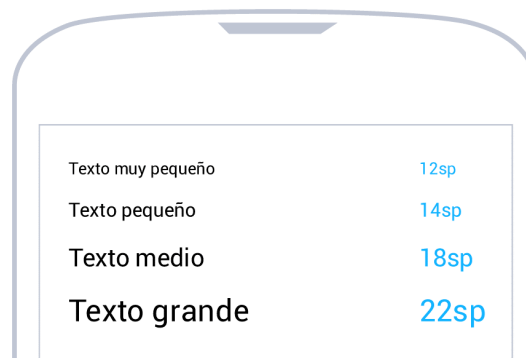 Texto muy pequeño 12sp
Texto pequeño 14sp
Texto medio 18sp
Texto grande 22sp